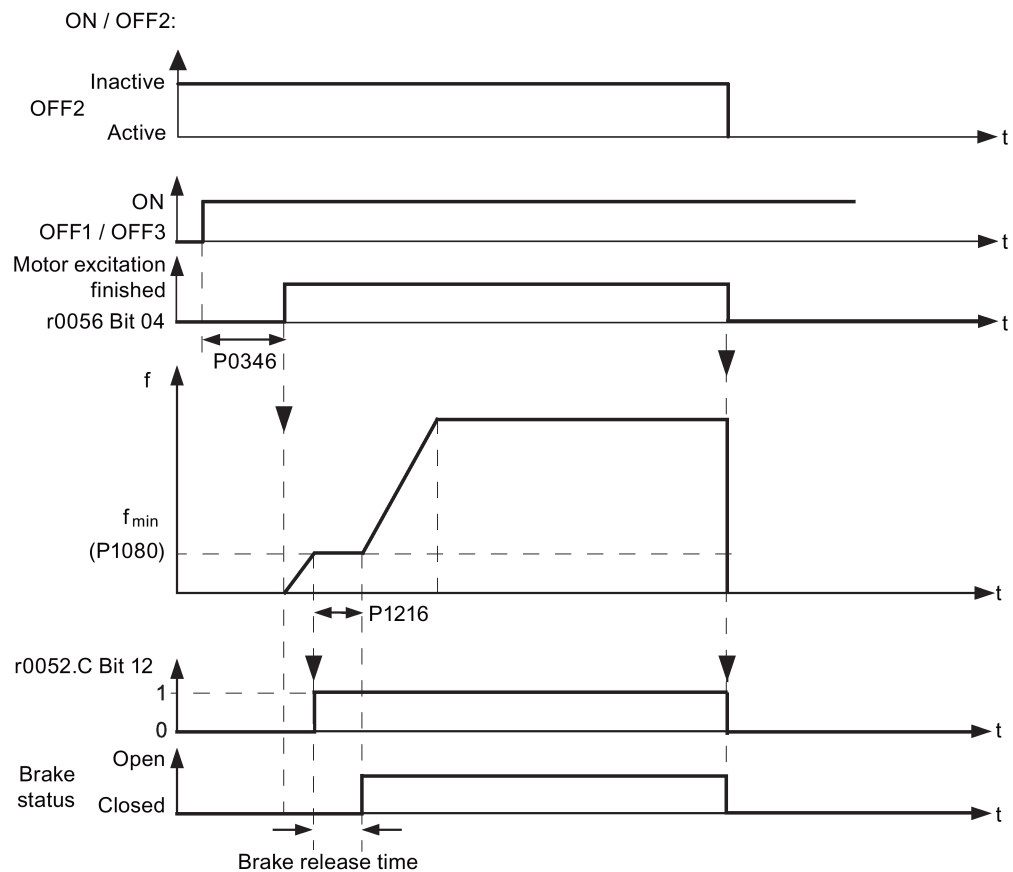 ON / OFF2:
Inactive
OFF2
Active
t
ON
OFF1 / OFF3
t
Motor excitation
finished
r0056 Bit 04
t
P0346
f
fmin
(P1080)
t
P1216
r0052.C Bit 12
1
0
t
Open
Brake
status
Closed
t
Brake release time